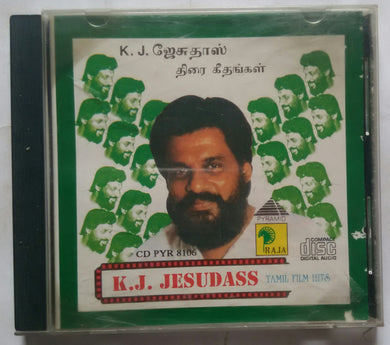 K. J. ஜேசுதாஸ்
திரை கீதங்கள்
PYRAMID
RAJA
COMPACT
disc
DIGITAL AUDIO
CD PYR 8106
K.J. JESUDASS TAMIL FILM HITS